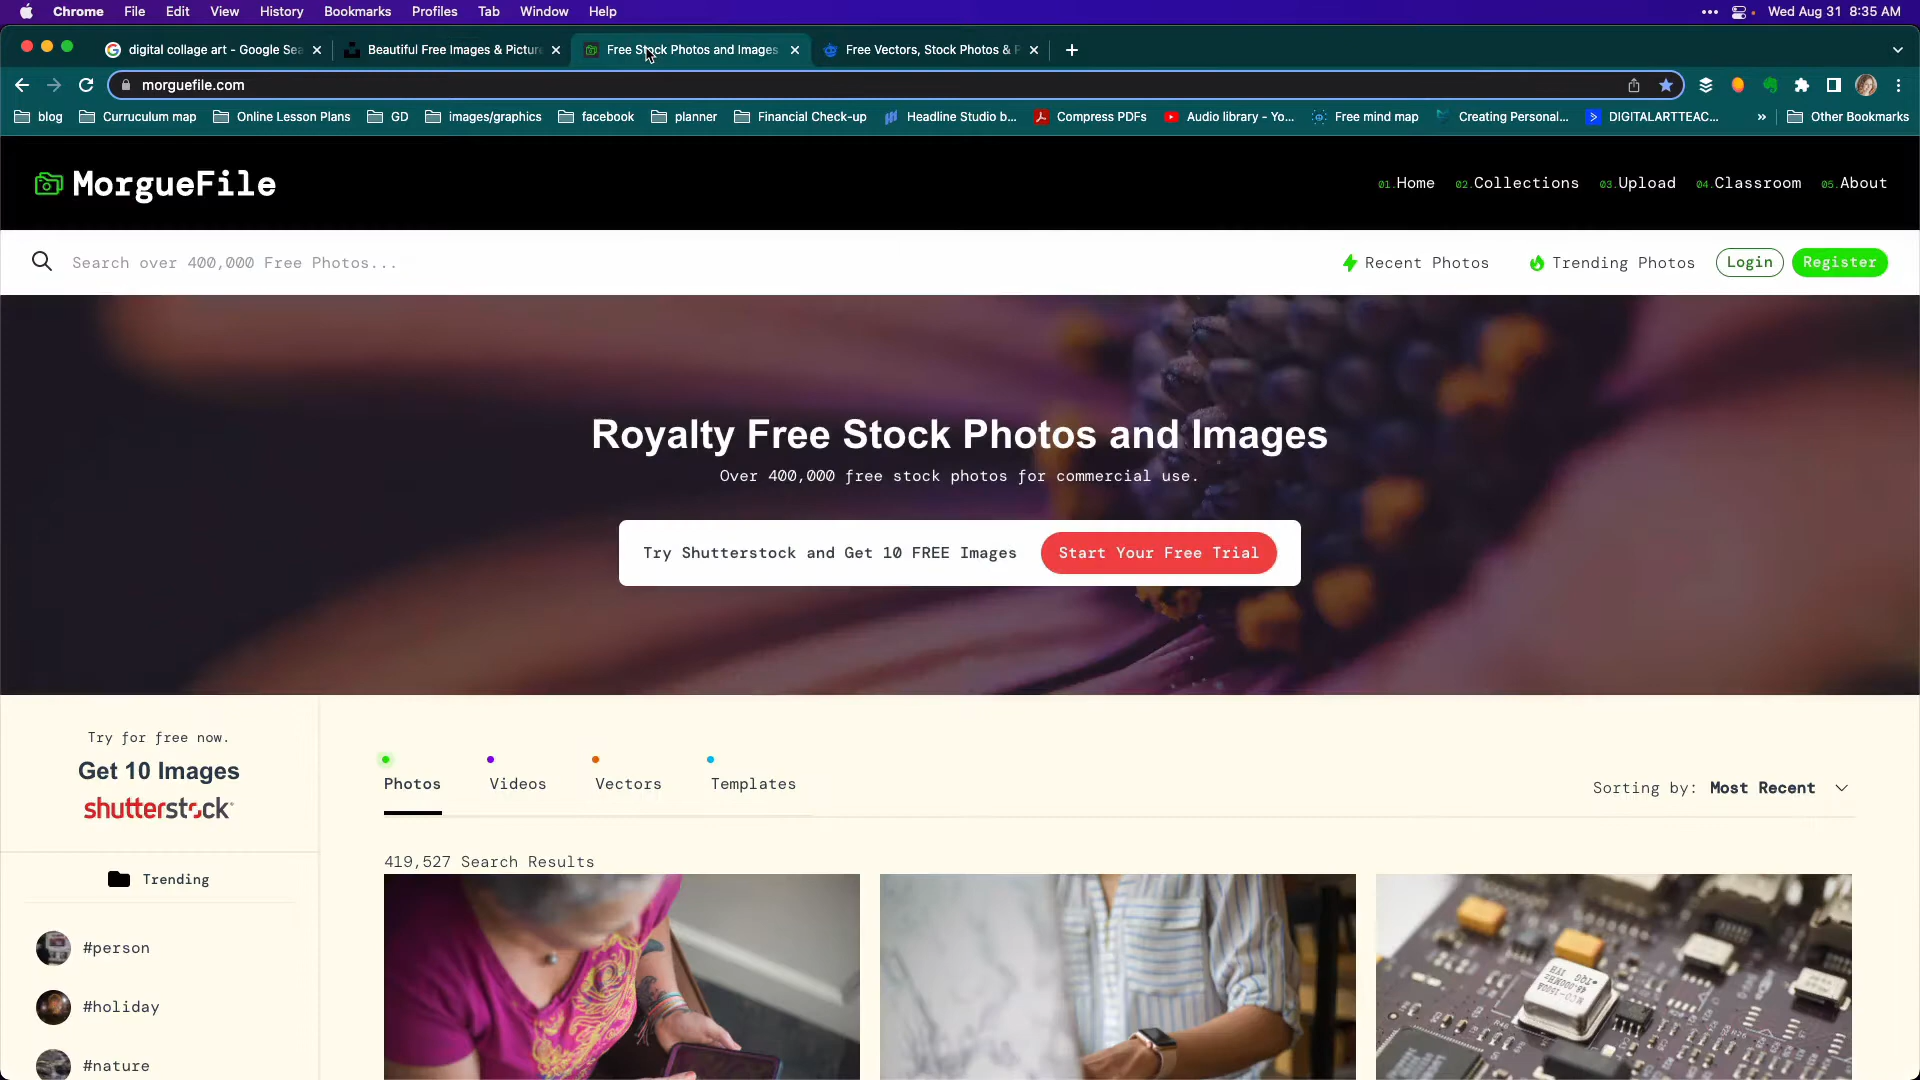 Chrome File Edit View History Bookmarks Profiles Tab Window Help Wed Aug 31 8:35 AM
digital collage art - Google Sea Beautiful Free Images & Picture Free Stock Photos and Images Free Vectors, Stock Photos & P
morguefile.com
blog Curruculum map Online Lesson Plans GD images/graphics facebook planner Financial Check-up Headline Studio b... Compress PDFs Audio library - Yo... Free mind map Creating Personal... DIGITALARTTEAC... » Other Bookmarks
MorgueFile 01.Home 02.Collections 03.Upload 04.Classroom 05.About
Search over 400,000 Free Photos... Recent Photos Trending Photos Login Register
Royalty Free Stock Photos and Images
Over 400,000 free stock photos for commercial use.
Try Shutterstock and Get 10 FREE Images Start Your Free Trial
Try for free now.
Get 10 Images
shutterstock
Photos Videos Vectors Templates
Sorting by: Most Recent
419,527 Search Results
Trending
#person
#holiday
#nature